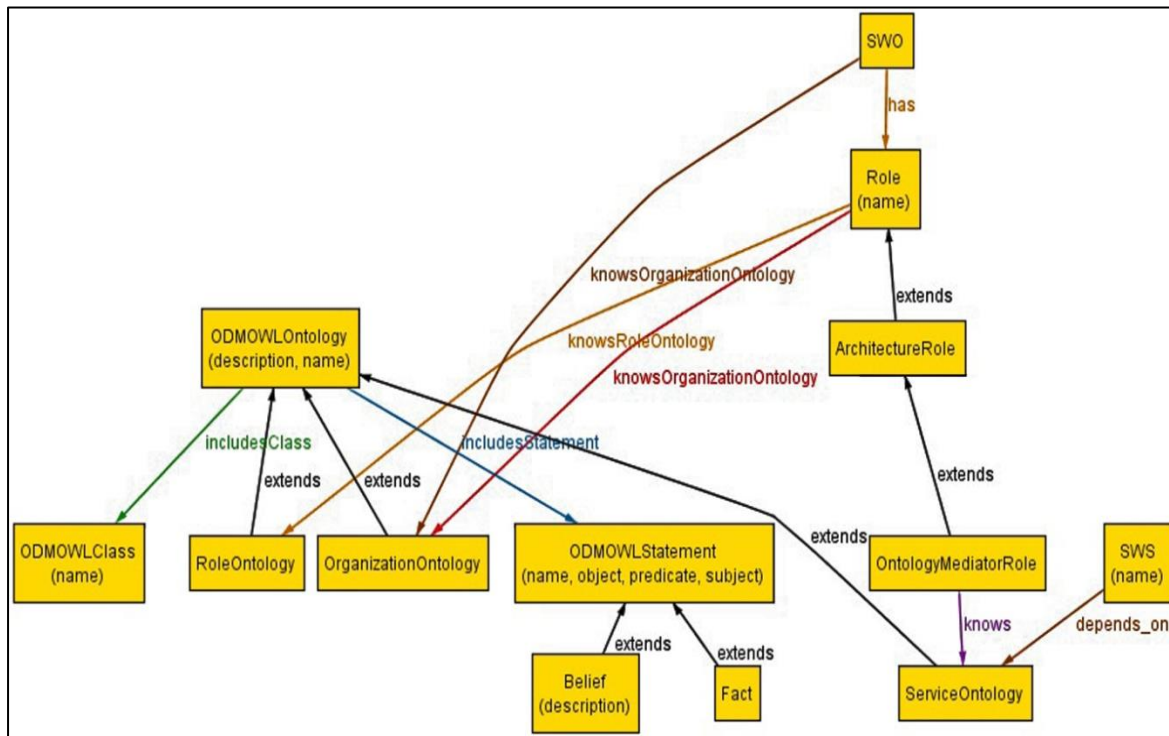 SWO
has
Role
(name)
knowsOrganizationOntology
extends
ODMOWLOntology
(description, name)
knowsRoleOntology
ArchitectureRole
knowsOrganizationOntology
includesClass
includesStatement
extends
extends
extends
extends
ODMOWLClass
(name)
RoleOntology
OrganizationOntology
ODMOWLStatement
(name, object, predicate, subject)
OntologyMediatorRole
SWS
(name)
knows
depends_on
extends
extends
Belief
(description)
Fact
ServiceOntology